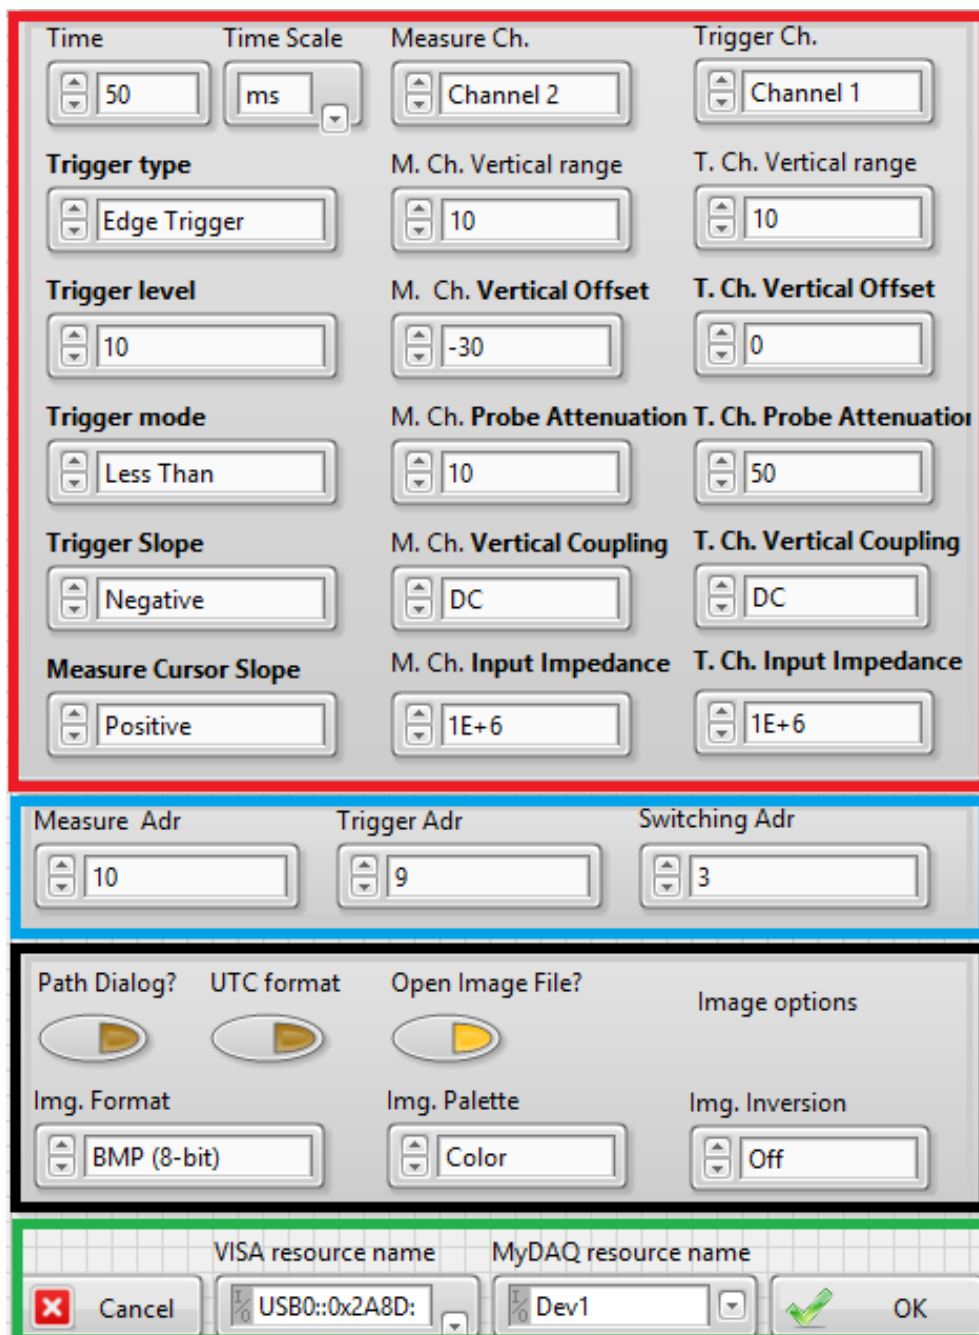 Time Time Scale Measure Ch. Trigger Ch.
50 ms Channel 2 Channel 1
Trigger type M. Ch. Vertical range T. Ch. Vertical range
Edge Trigger 10 10
Trigger level M. Ch. Vertical Offset T. Ch. Vertical Offset
10 -30 0
Trigger mode M. Ch. Probe Attenuation T. Ch. Probe Attenuation
Less Than 10 50
Trigger Slope M. Ch. Vertical Coupling T. Ch. Vertical Coupling
Negative DC DC
Measure Cursor Slope M. Ch. Input Impedance T. Ch. Input Impedance
Positive 1E+6 1E+6
Measure Adr Trigger Adr Switching Adr
10 9 3
Path Dialog? UTC format Open Image File? Image options
Img. Format Img. Palette Img. Inversion
BMP (8-bit) Color Off
VISA resource name MyDAQ resource name
Cancel I/0 USB0::0x2A8D: I/0 Dev1 OK